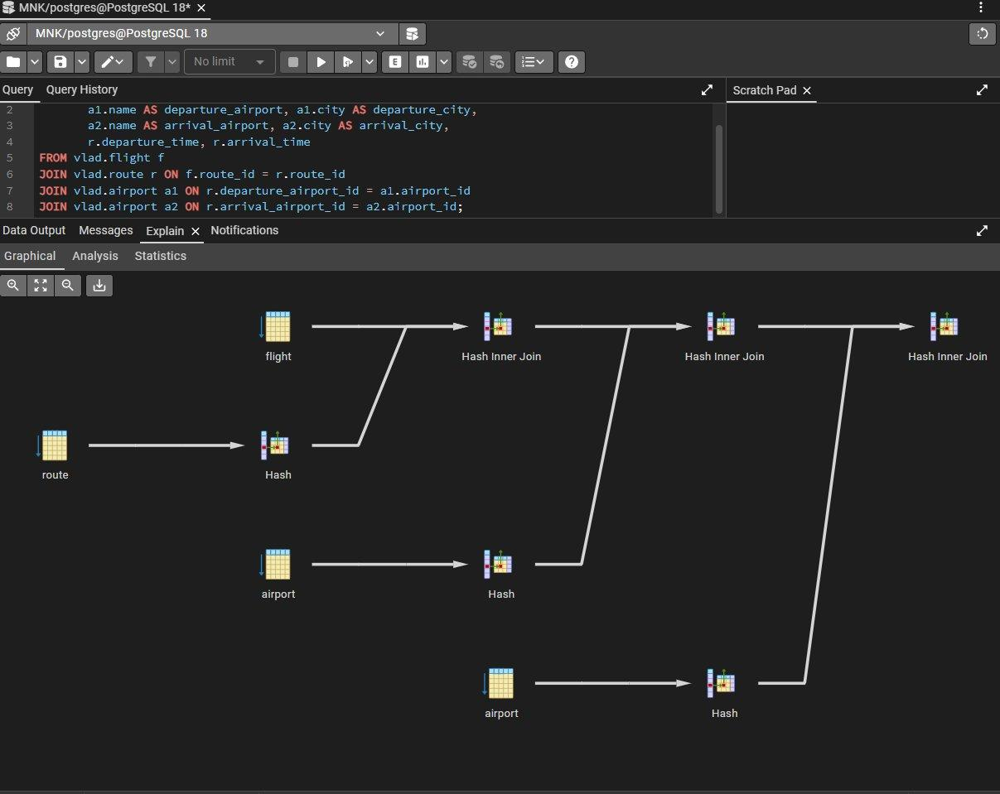 MNK/postgres@PostgreSQL 18*
MNK/postgres@PostgreSQL 18
No limit
E
Query
Query History
Scratch Pad
2 a1.name AS departure_airport, a1.city AS departure_city,
3 a2.name AS arrival_airport, a2.city AS arrival_city,
4 r.departure_time, r.arrival_time
5 FROM vlad.flight f
6 JOIN vlad.route r ON f.route_id = r.route_id
7 JOIN vlad.airport a1 ON r.departure_airport_id = a1.airport_id
8 JOIN vlad.airport a2 ON r.arrival_airport_id = a2.airport_id;
Data Output
Messages
Explain
Notifications
Graphical
Analysis
Statistics
flight
Hash Inner Join
Hash Inner Join
Hash Inner Join
route
Hash
airport
Hash
airport
Hash